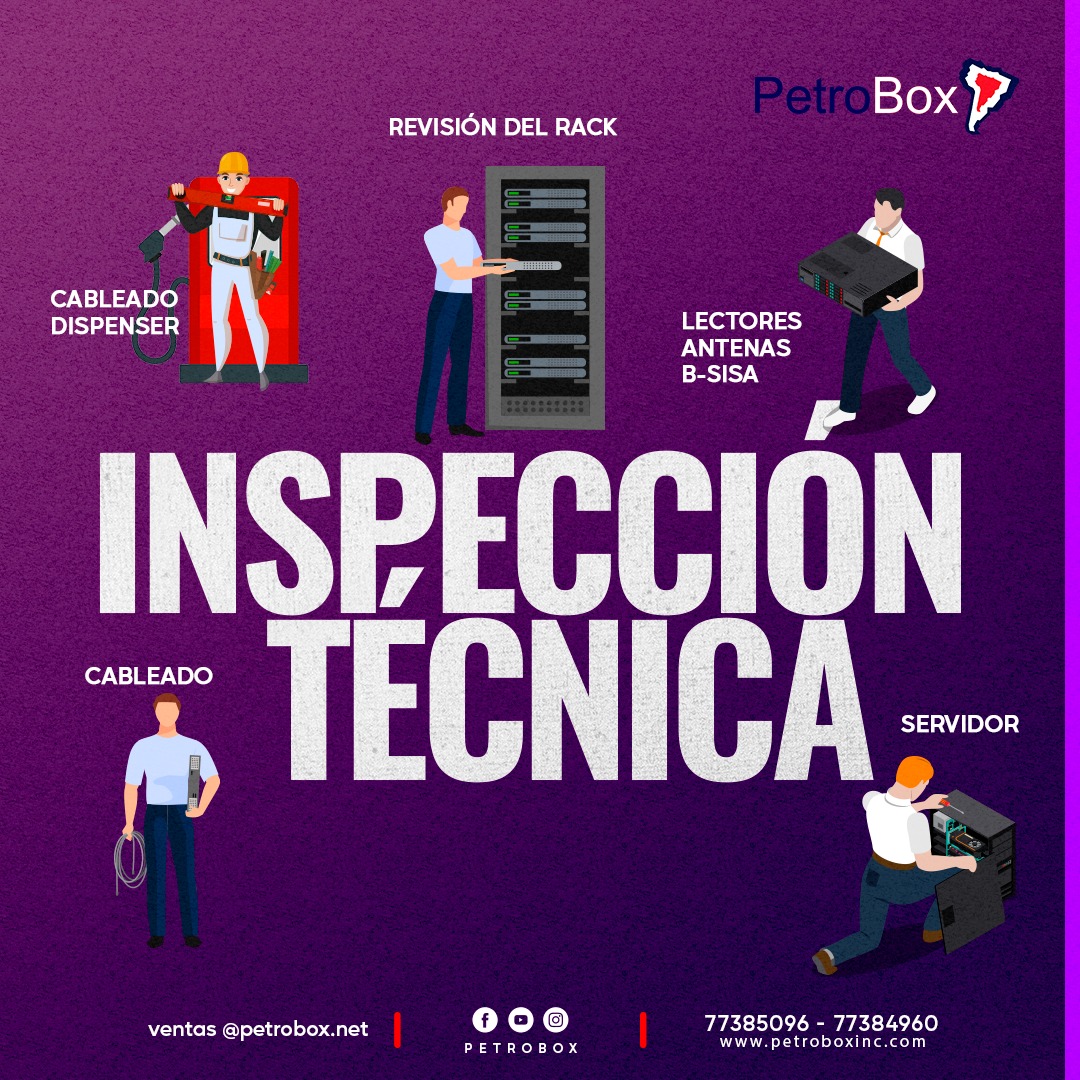 PetroBox
REVISIÓN DEL RACK
CABLEADO
DISPENSER
LECTORES
ANTENAS
B-SISA
INSPECCIÓN
TÉCNICA
CABLEADO
SERVIDOR
ventas @petrobox.net
PETROBOX
77385096 - 77384960
www.petroboxinc.com